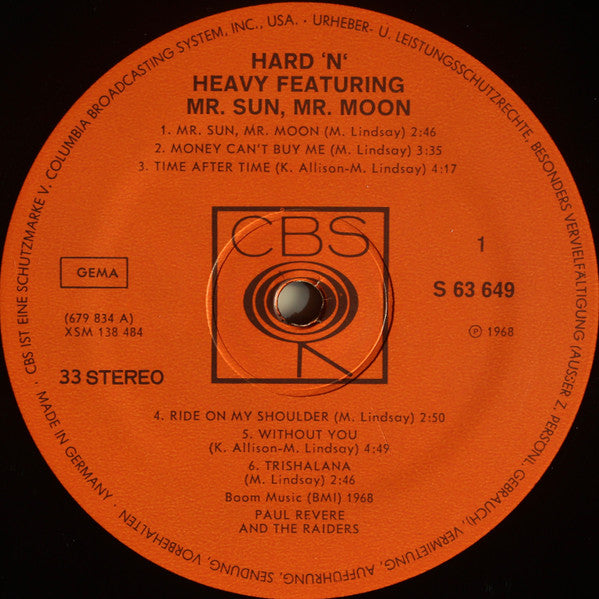 CBS IST EINE SCHUTZMARKE V. COLUMBIA BROADCASTING SYSTEM, INC., USA. · URHEBER- U. LEISTUNGSSCHUTZRECHTE, BESONDERS VERVIELFÄLTIGUNG (AUSSER Z. PERSÖNL. GEBRAUCH), VERMIETUNG, AUFFÜHRUNG, SENDUNG, VORBEHALTEN · MADE IN GERMANY ·
HARD 'N'
HEAVY FEATURING
MR. SUN, MR. MOON
1. MR. SUN, MR. MOON (M. Lindsay) 2:46
2. MONEY CAN'T BUY ME (M. Lindsay) 3:35
3. TIME AFTER TIME (K. Allison-M. Lindsay) 4:17
CBS
1
GEMA
S 63 649
(679 834 A)
XSM 138 484
℗ 1968
33 STEREO
4. RIDE ON MY SHOULDER (M. Lindsay) 2:50
5. WITHOUT YOU
(K. Allison-M. Lindsay) 4:49
6. TRISHALANA
(M. Lindsay) 2:46
Boom Music (BMI) 1968
PAUL REVERE
AND THE RAIDERS